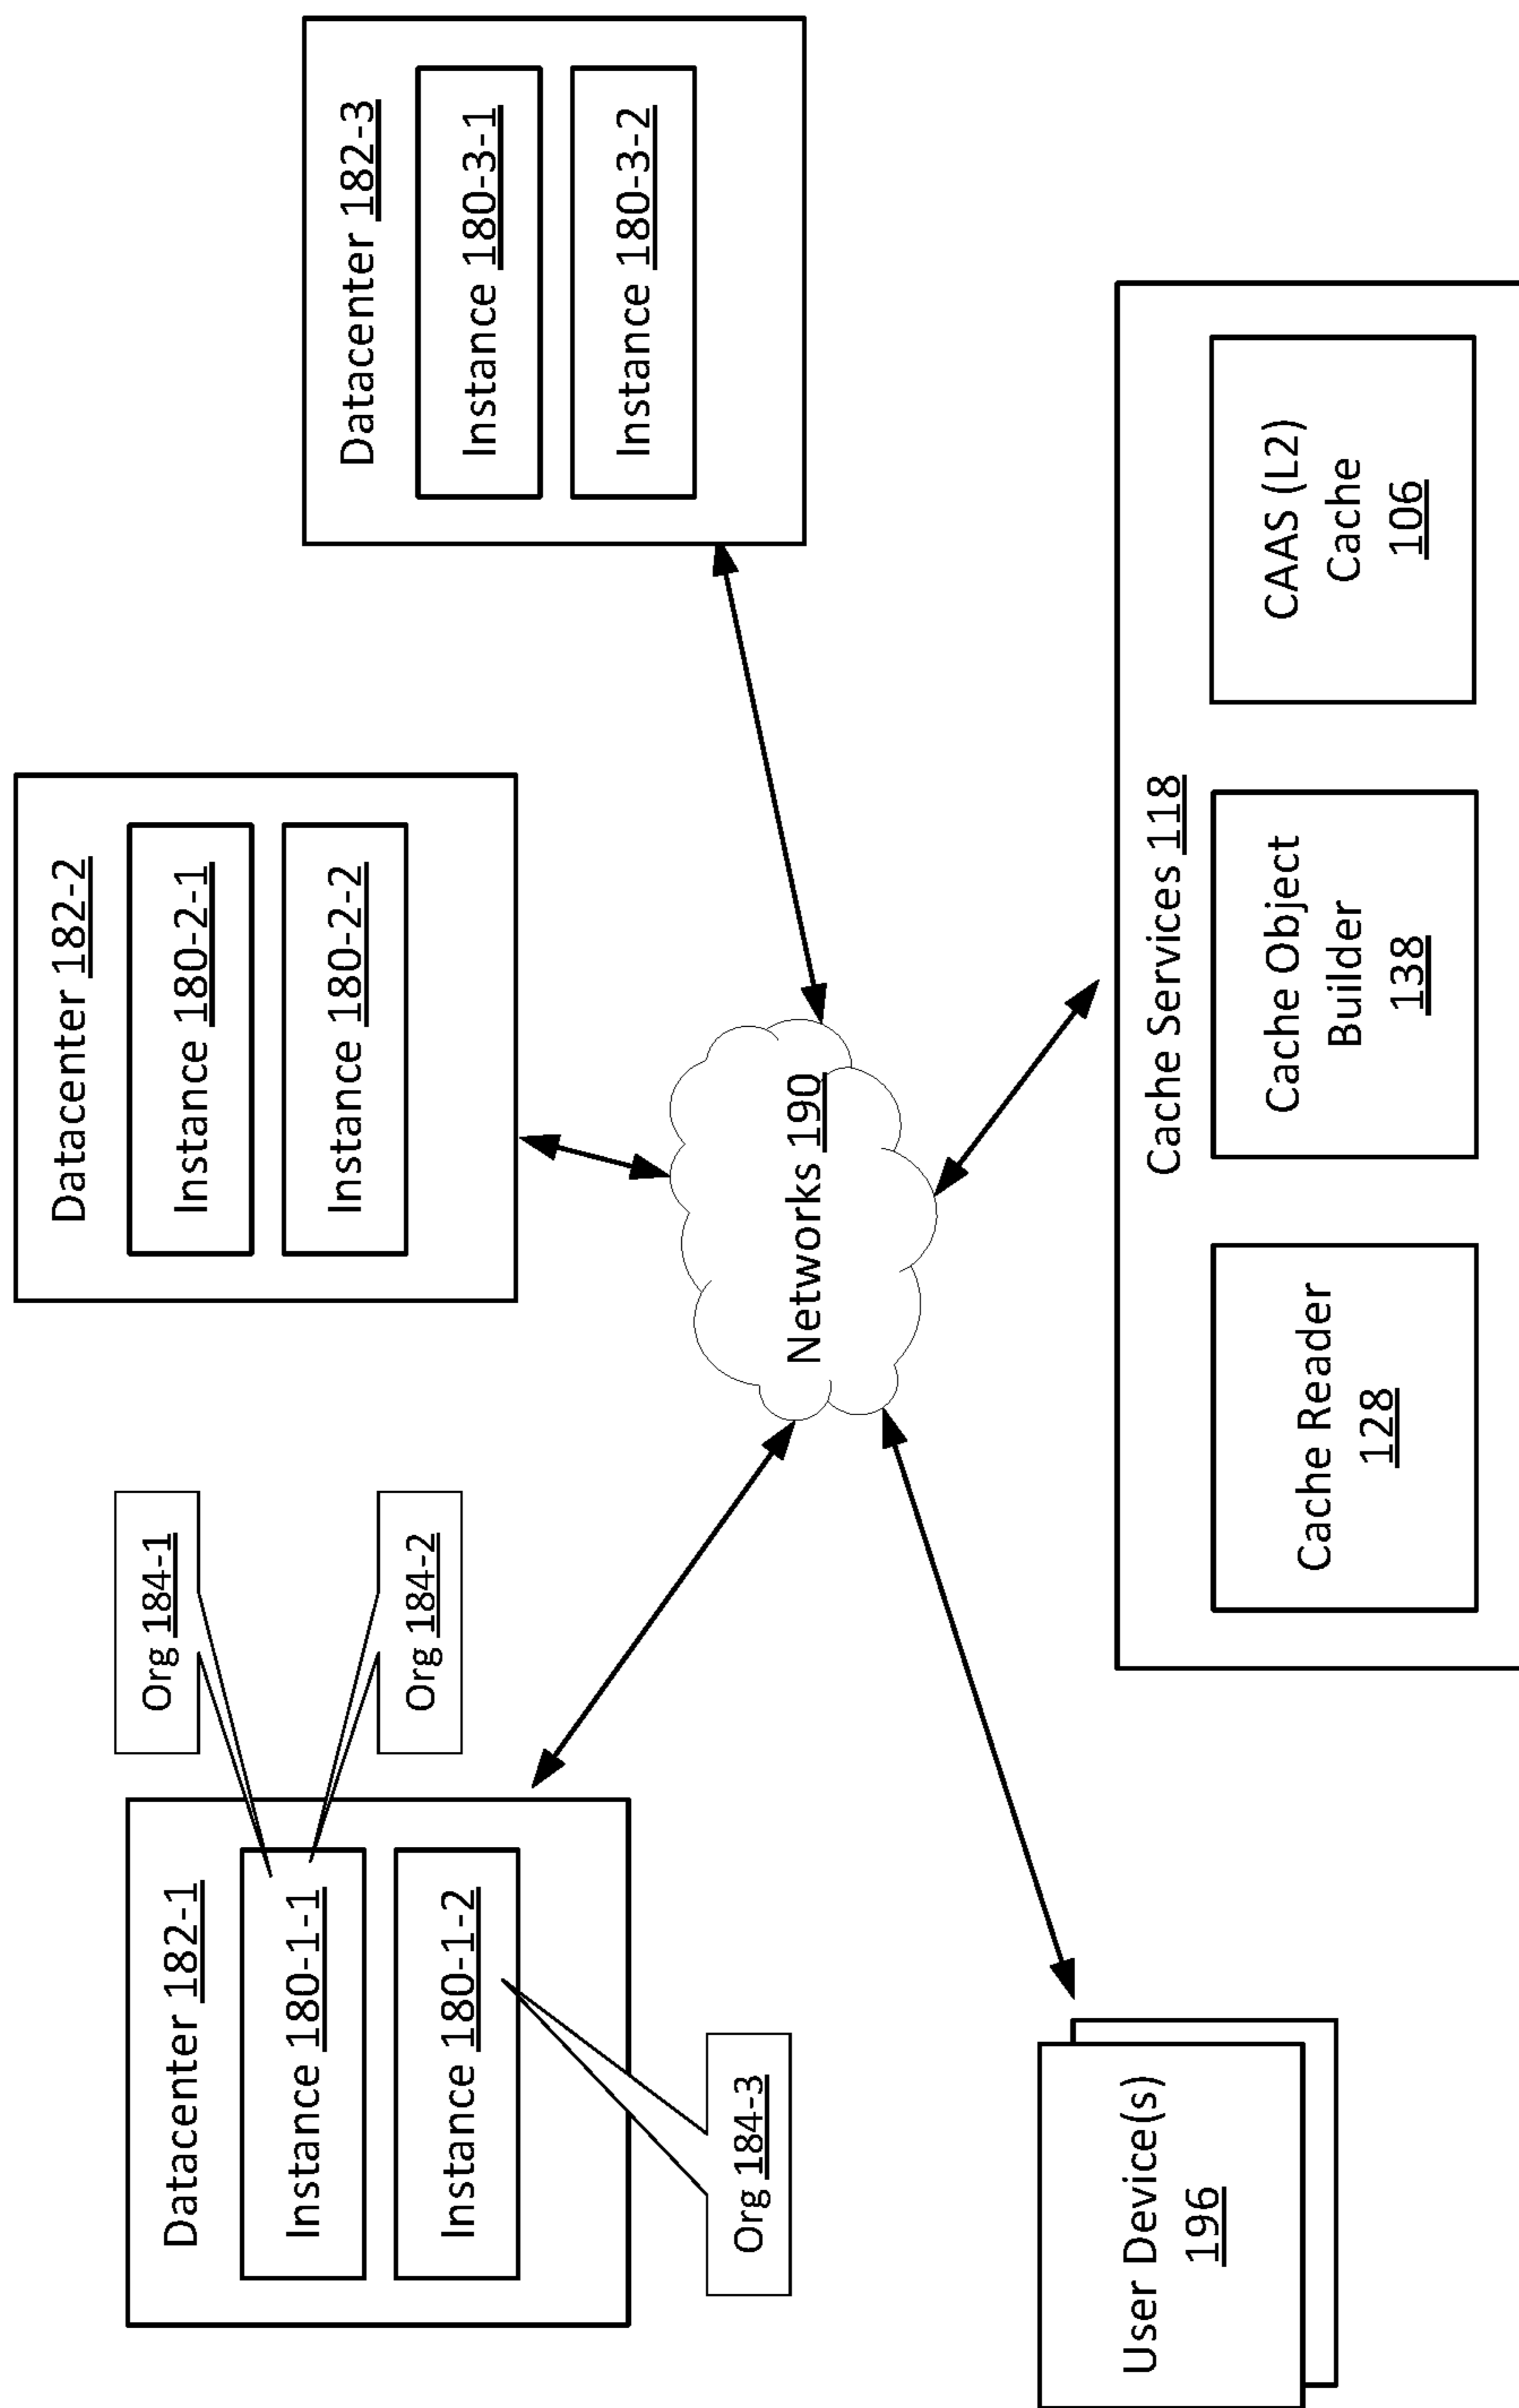 Datacenter 182-1
Instance 180-1-1
Instance 180-1-2
Org 184-1
Org 184-2
Org 184-3
Datacenter 182-2
Instance 180-2-1
Instance 180-2-2
Datacenter 182-3
Instance 180-3-1
Instance 180-3-2
Networks 190
User Device(s)
196
Cache Services 118
Cache Reader
128
Cache Object
Builder
138
CAAS (L2)
Cache
106